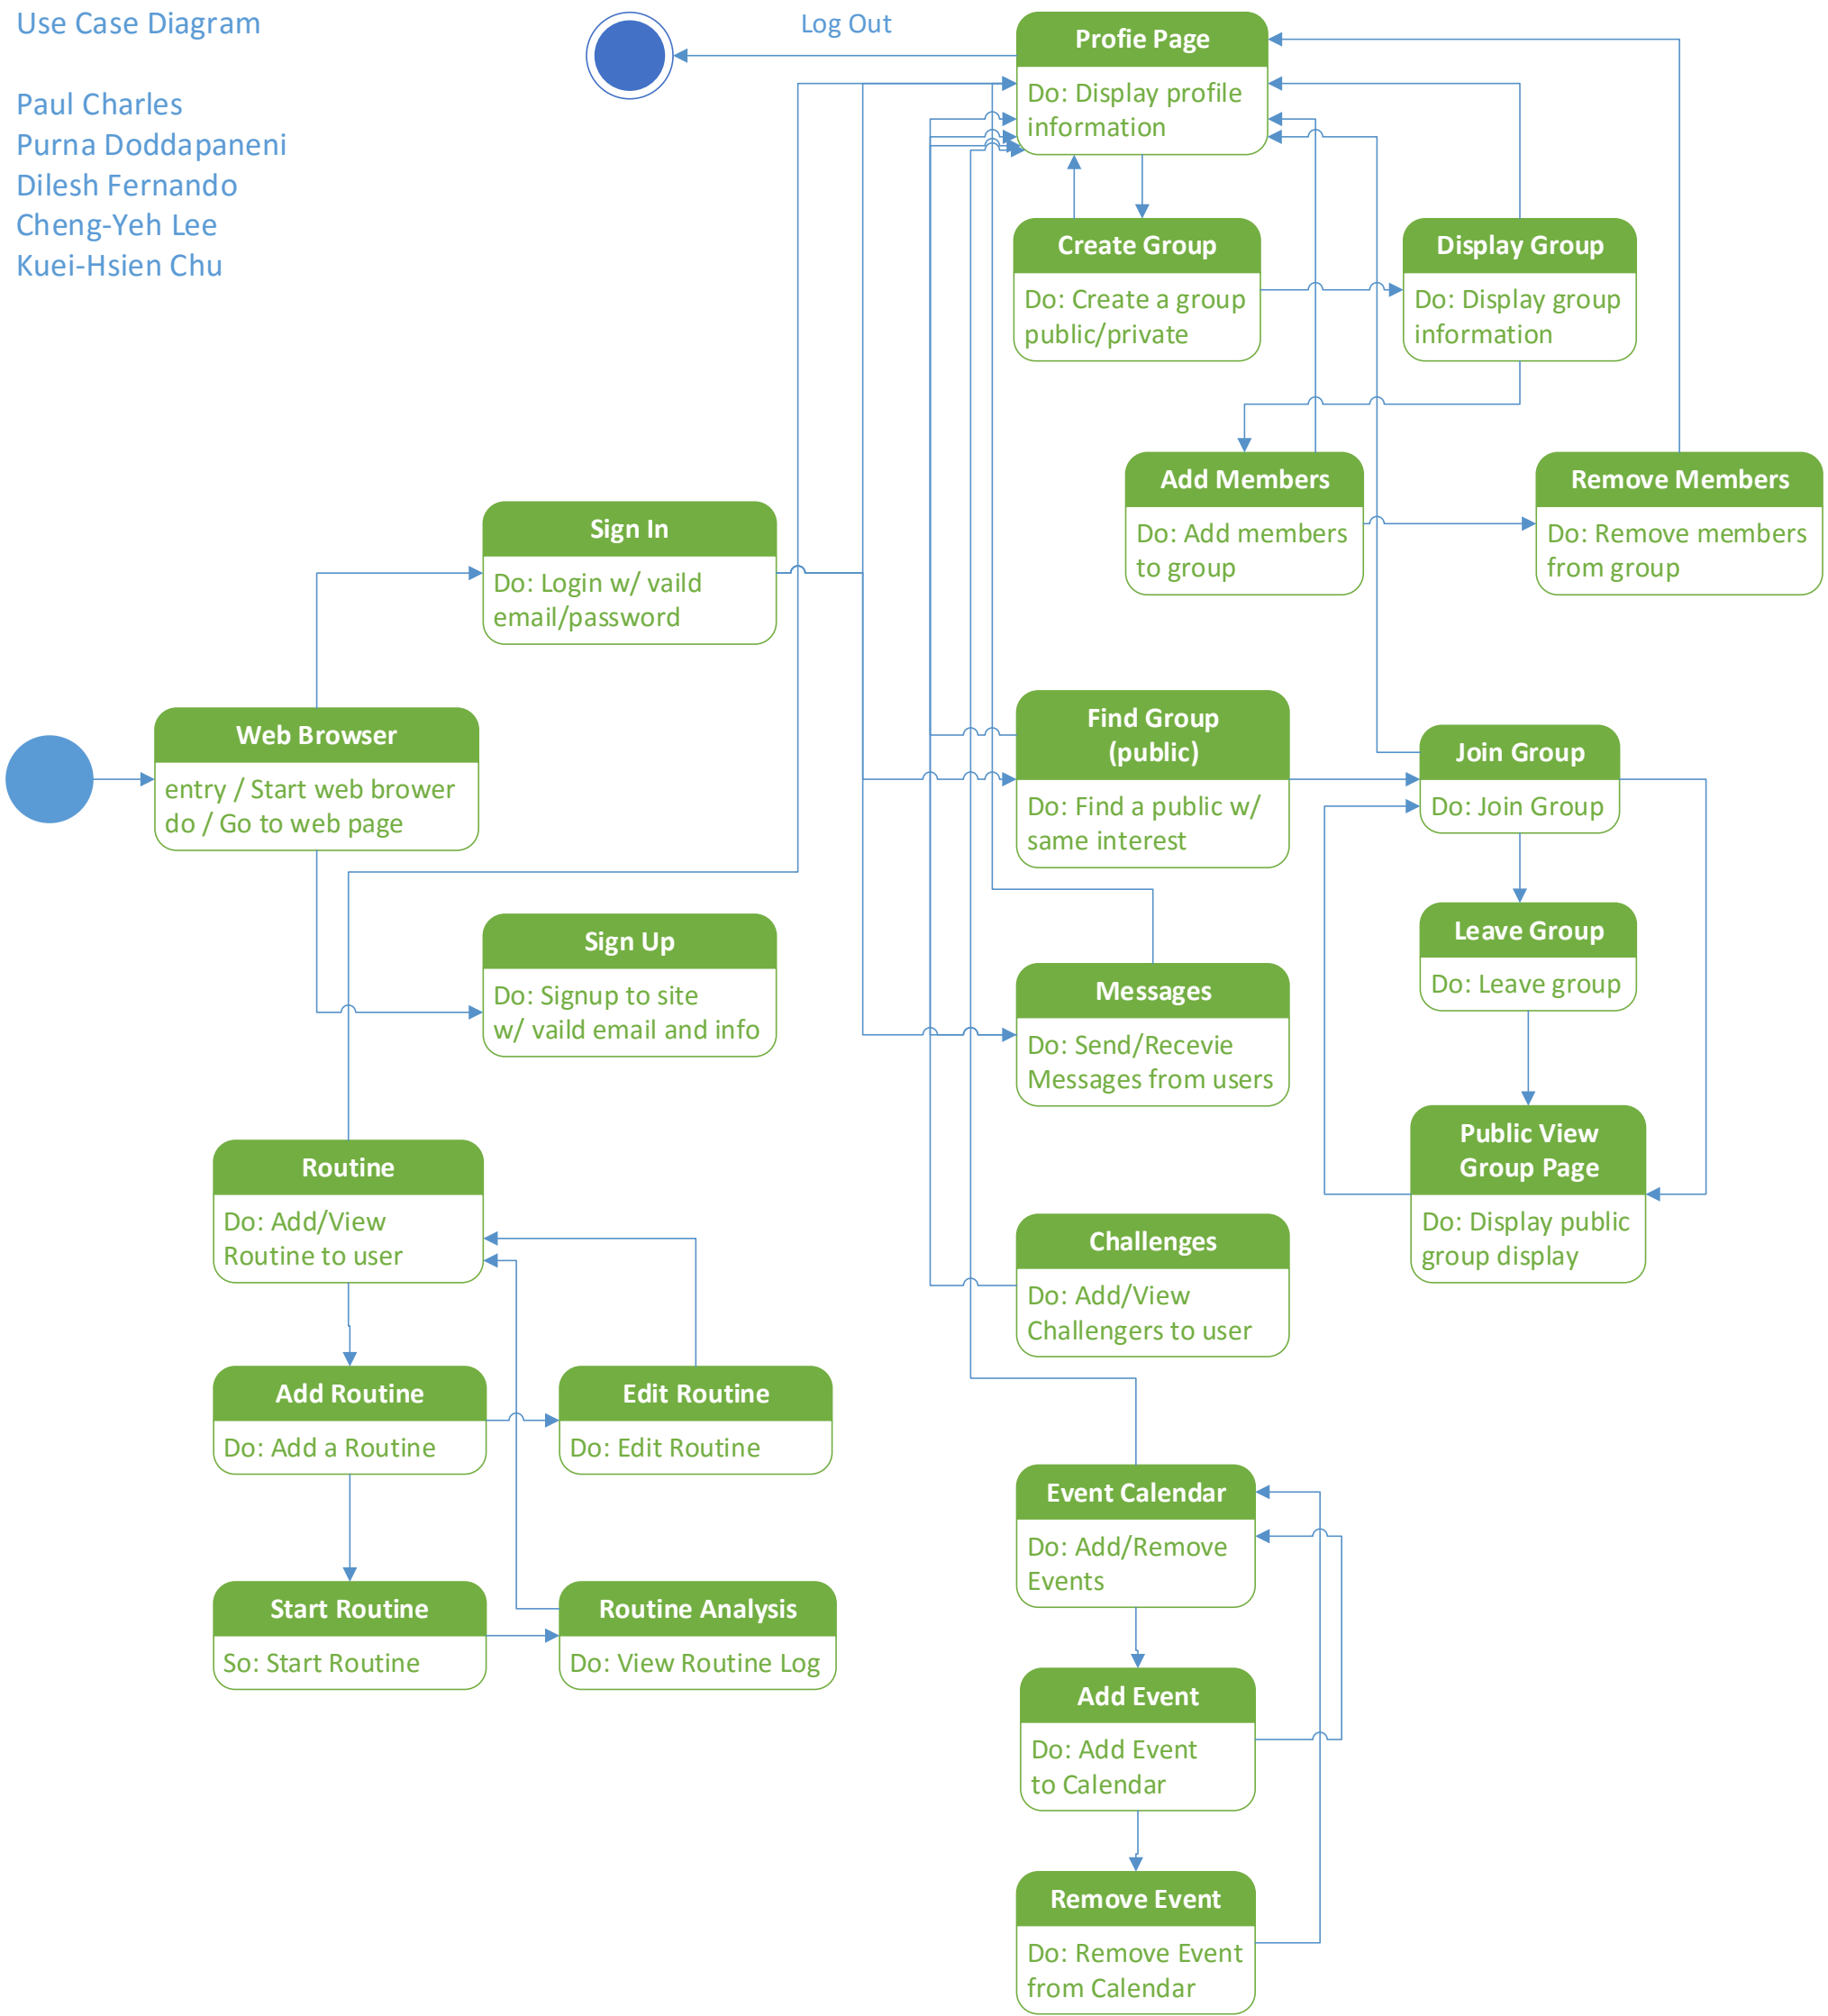 Use Case Diagram
Paul Charles
Purna Doddapaneni
Dilesh Fernando
Cheng-Yeh Lee
Kuei-Hsien Chu
Log Out
Profie Page
Do: Display profile
information
Create Group
Do: Create a group
public/private
Display Group
Do: Display group
information
Add Members
Do: Add members
to group
Remove Members
Do: Remove members
from group
Sign In
Do: Login w/ vaild
email/password
Web Browser
entry / Start web brower
do / Go to web page
Find Group
(public)
Do: Find a public w/
same interest
Join Group
Do: Join Group
Leave Group
Do: Leave group
Sign Up
Do: Signup to site
w/ vaild email and info
Messages
Do: Send/Recevie
Messages from users
Public View
Group Page
Do: Display public
group display
Routine
Do: Add/View
Routine to user
Challenges
Do: Add/View
Challengers to user
Add Routine
Do: Add a Routine
Edit Routine
Do: Edit Routine
Event Calendar
Do: Add/Remove
Events
Start Routine
So: Start Routine
Routine Analysis
Do: View Routine Log
Add Event
Do: Add Event
to Calendar
Remove Event
Do: Remove Event
from Calendar